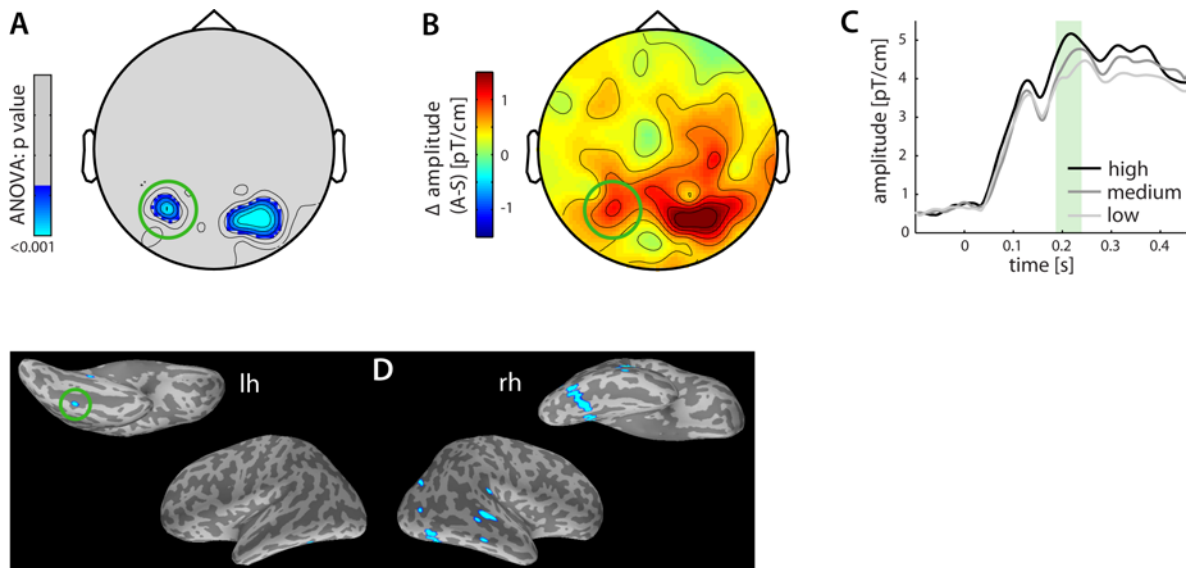 A
ANOVA: p value
<0.001
B
Δ amplitude
(A-S) [pT/cm]
1
0
-1
C
amplitude [pT/cm]
5
4
3
2
1
0
high
medium
low
0
0.1
0.2
0.3
0.4
time [s]
lh
D
rh